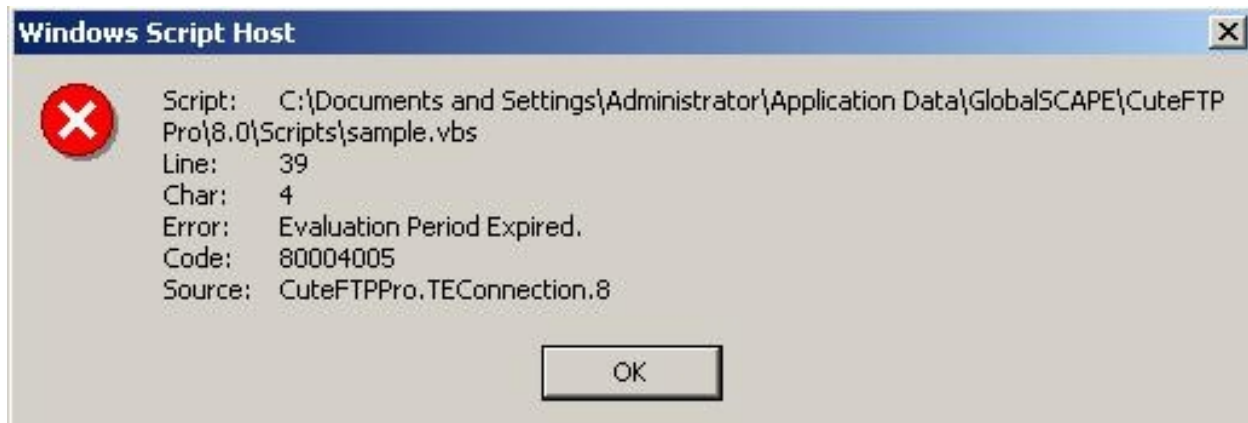 Windows Script Host
Script: C:\Documents and Settings\Administrator\Application Data\GlobalSCAPE\CuteFTP
Pro\8.0\Scripts\sample.vbs
Line: 39
Char: 4
Error: Evaluation Period Expired.
Code: 80004005
Source: CuteFTPPro.TEConnection.8
OK